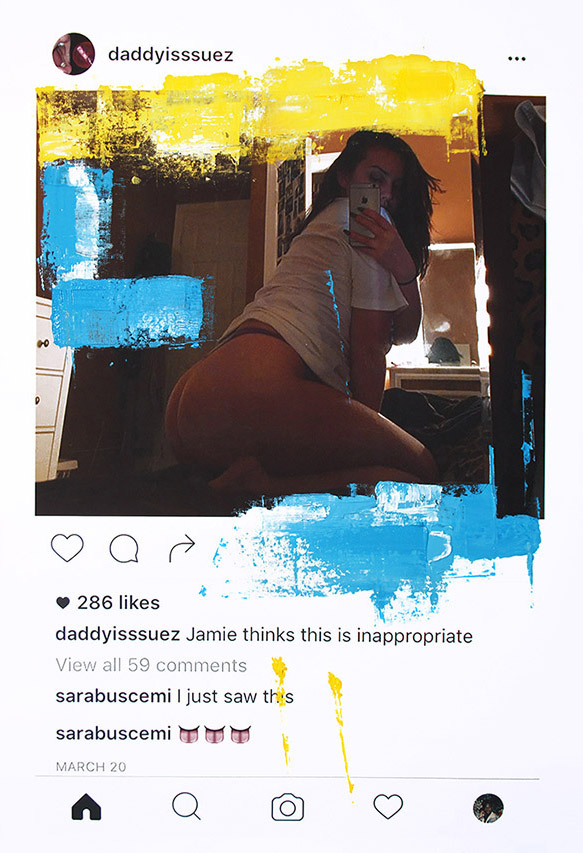 daddyisssuez
286 likes
daddyisssuez Jamie thinks this is inappropriate
View all 59 comments
sarabuscemi I just saw this
sarabuscemi
MARCH 20